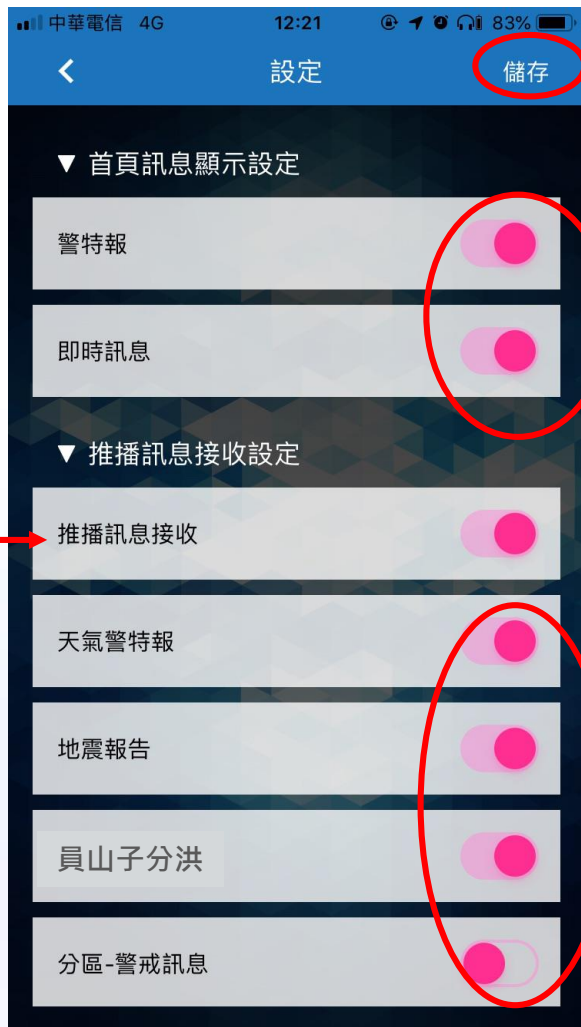 中華電信 4G 12:21 83%
設定 儲存
▼ 首頁訊息顯示設定
警特報
即時訊息
▼ 推播訊息接收設定
推播訊息接收
天氣警特報
地震報告
員山子分洪
分區-警戒訊息